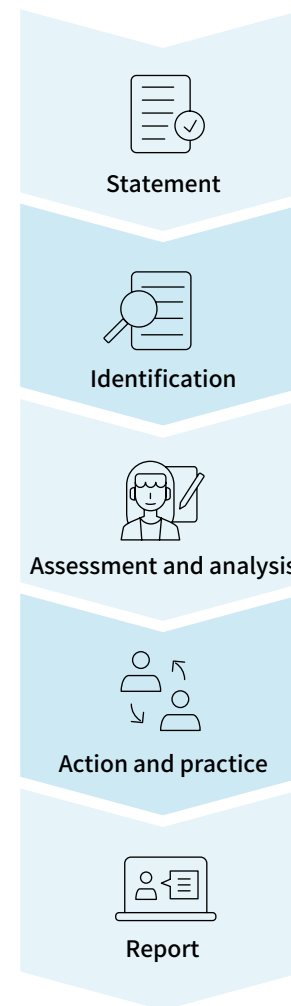 Statement
Identification
Assessment and analysis
Action and practice
Report